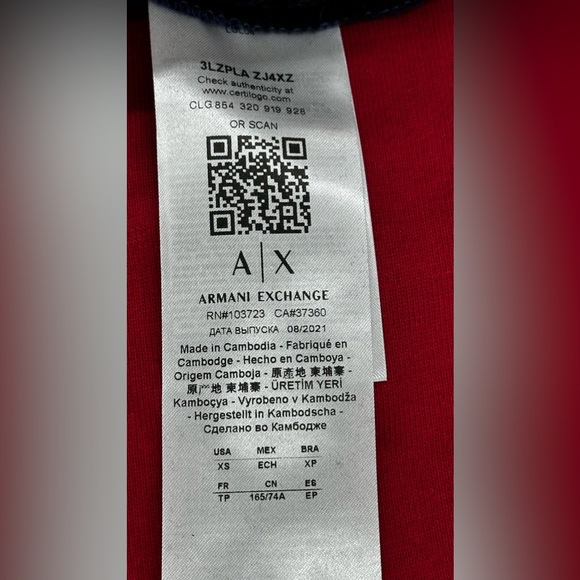 3LZPLA ZJ4XZ
Check authenticity at
www.certilogo.com
CLG 854 320 919 928
OR SCAN
A|X
ARMANI EXCHANGE
RN#103723 CA#37360
ДАТА ВЫПУСКА 08/2021
Made in Cambodia - Fabriqué en
Cambodge - Hecho en Camboya -
Origem Camboja - 原産地 柬埔寨
- 地 柬埔寨 - ÜRETİM YERİ
Kamboçya - Vyrobeno v Kambodža
- Hergestellt in Kambodscha -
Сделано во Камбодже
USA MEX BRA
XS ECH XP
FR CN ES
TP 165/74A EP